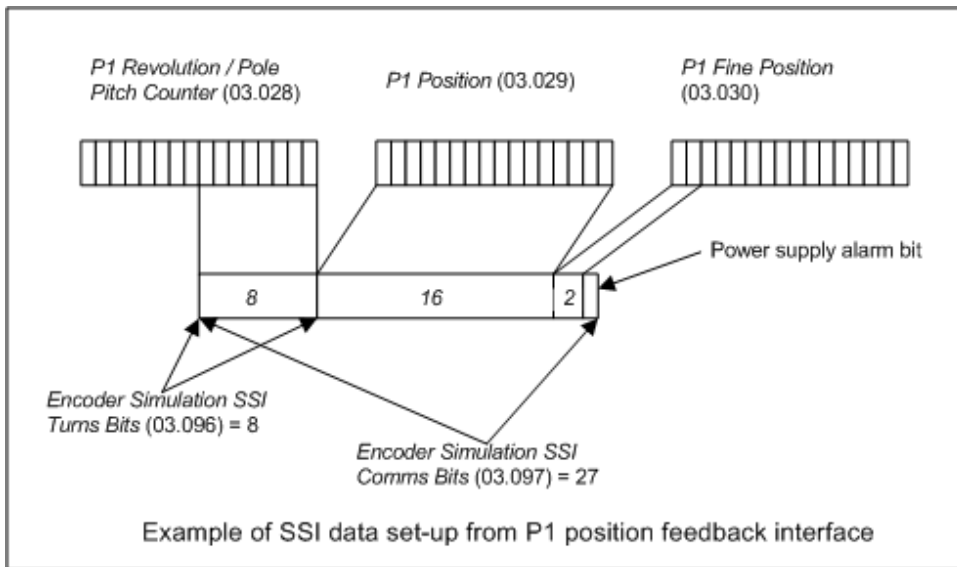 P1 Revolution / Pole
Pitch Counter (03.028)
P1 Position (03.029)
P1 Fine Position
(03.030)
Power supply alarm bit
8
16
2
Encoder Simulation SSI
Turns Bits (03.096) = 8
Encoder Simulation SSI
Comms Bits (03.097) = 27
Example of SSI data set-up from P1 position feedback interface